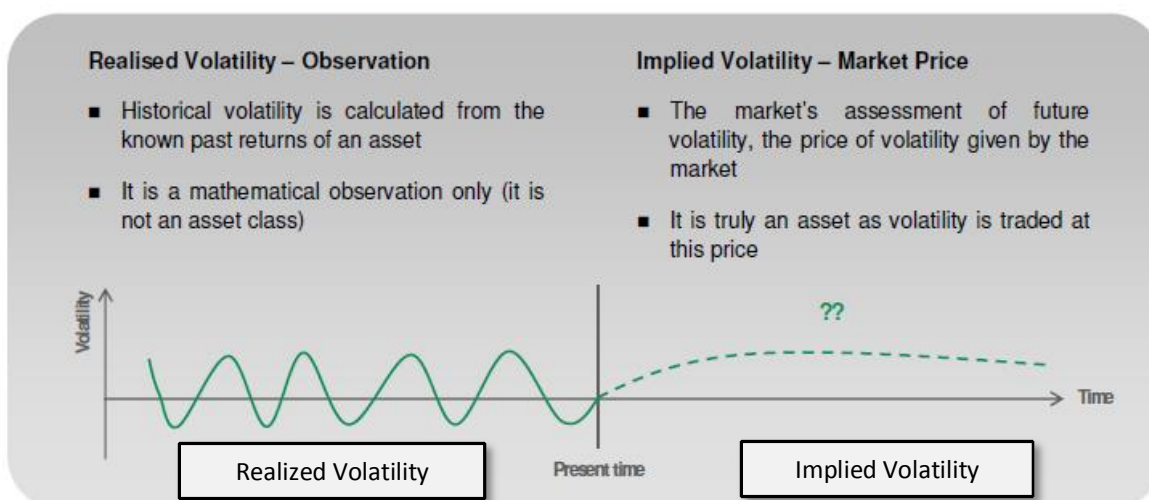 Realised Volatility – Observation
■ Historical volatility is calculated from the
known past returns of an asset
■ It is a mathematical observation only (it is
not an asset class)
Implied Volatility – Market Price
■ The market's assessment of future
volatility, the price of volatility given by the
market
■ It is truly an asset as volatility is traded at
this price
Volatility
??
Time
Realized Volatility
Present time
Implied Volatility